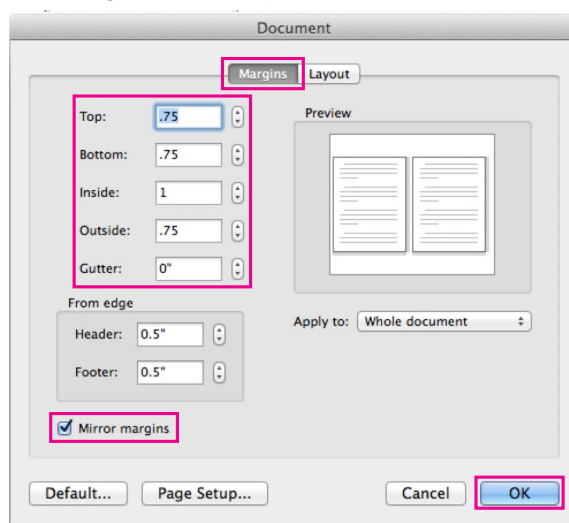 Document
Margins Layout
Top: .75
Bottom: .75
Inside: 1
Outside: .75
Gutter: 0"
Preview
From edge
Header: 0.5"
Footer: 0.5"
Apply to: Whole document
Mirror margins
Default... Page Setup... Cancel OK